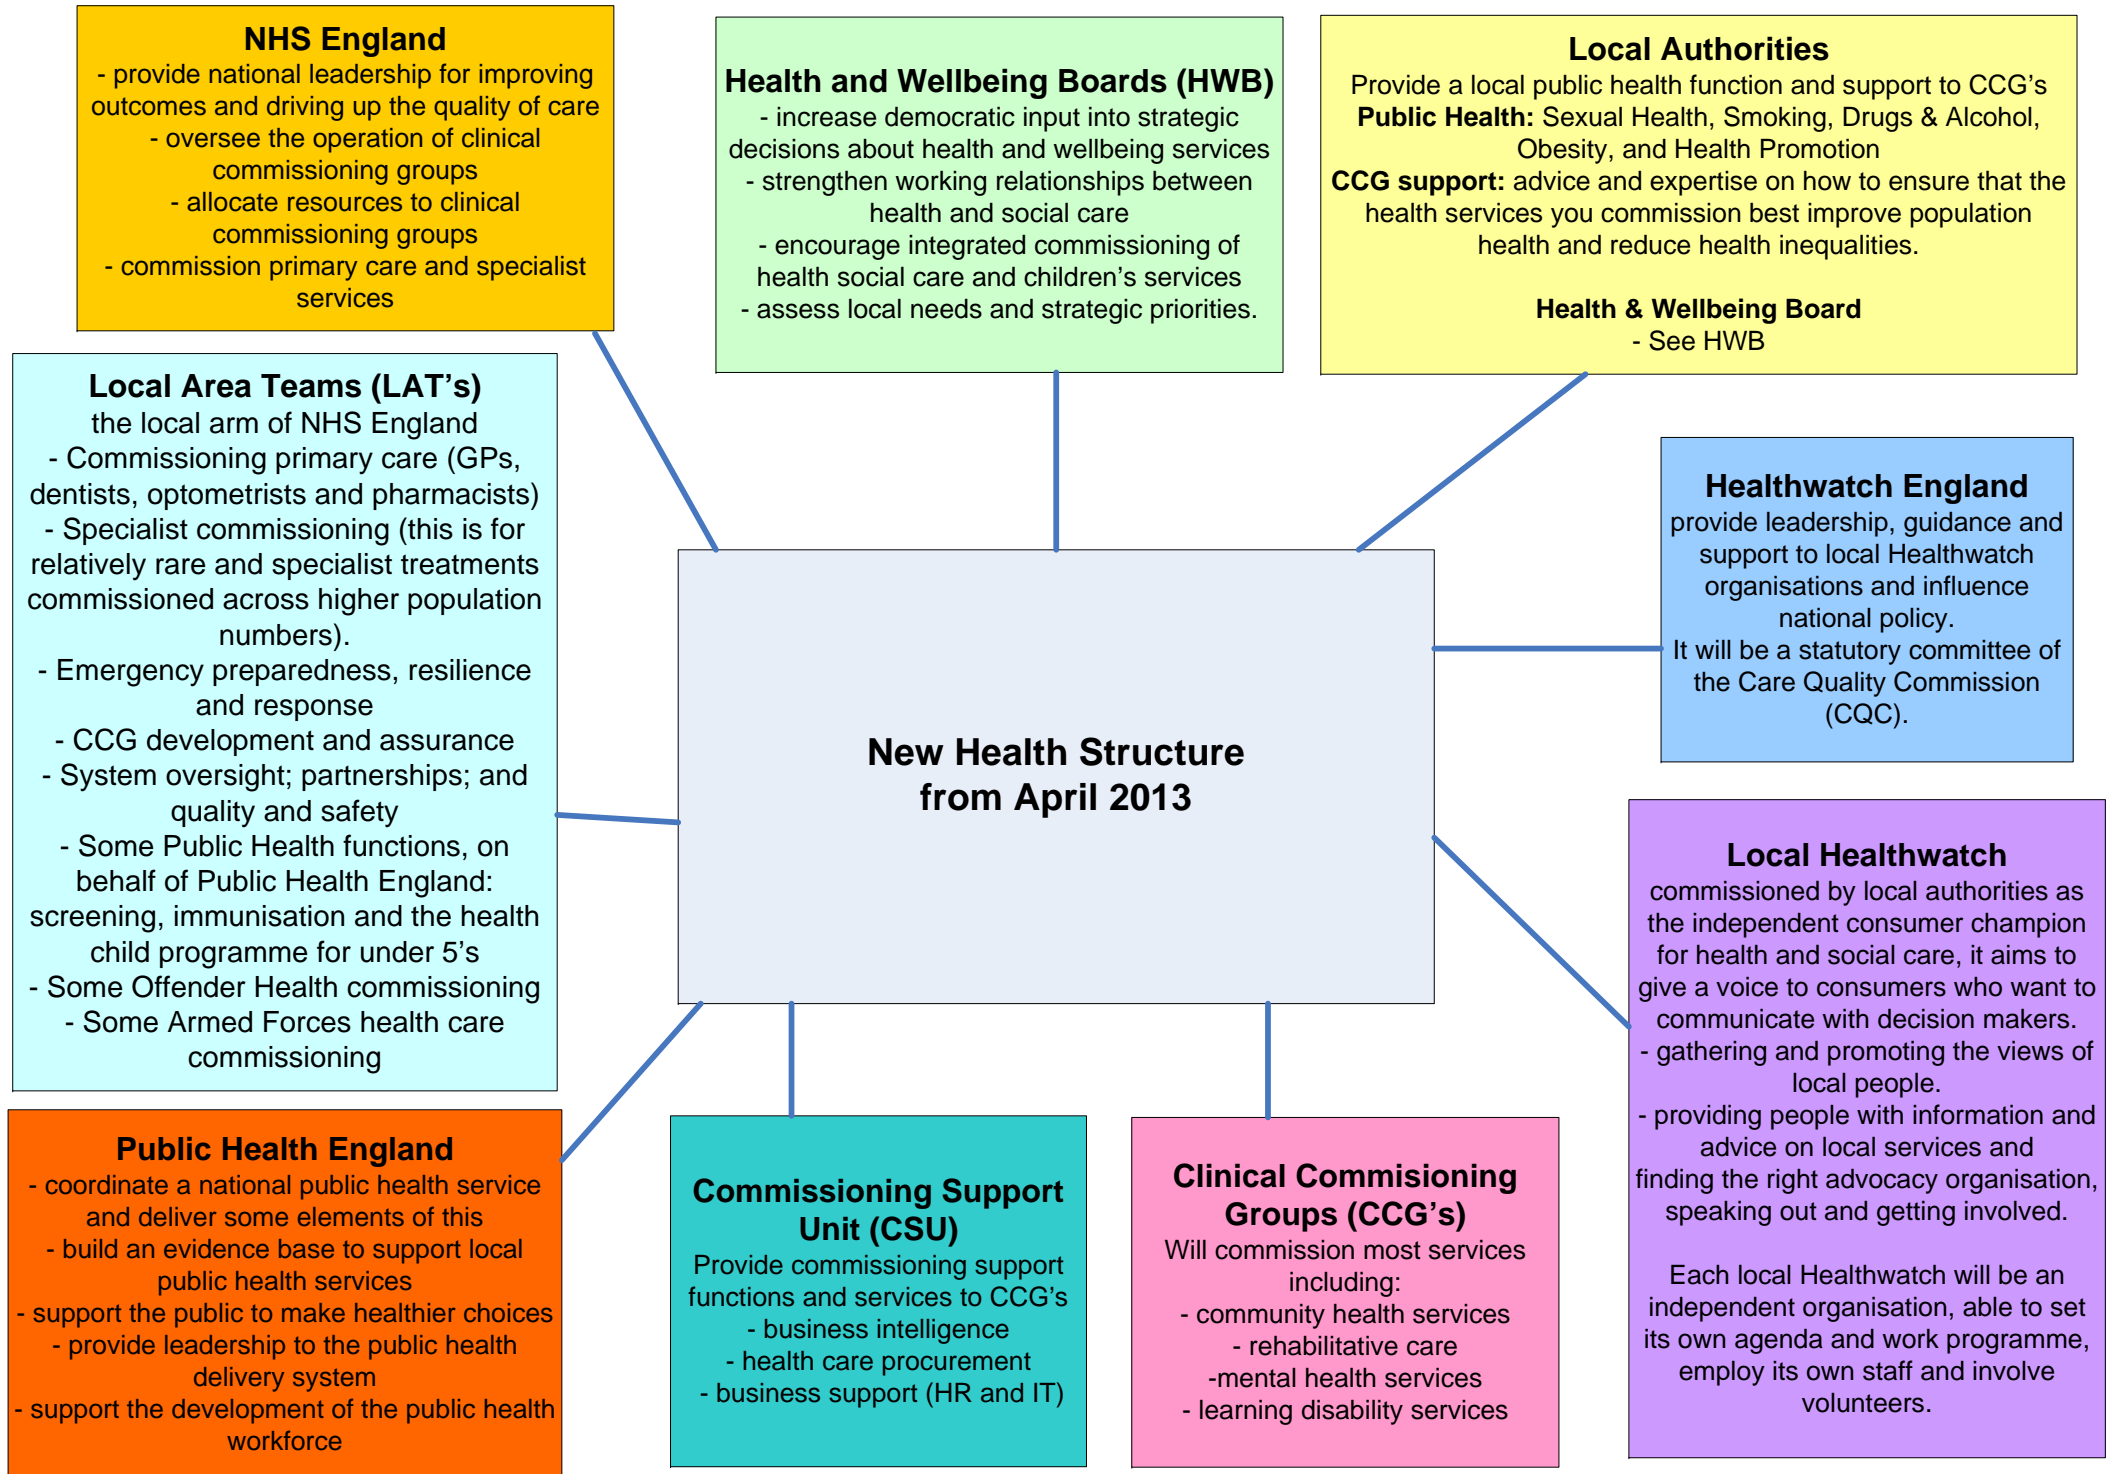 NHS England
- provide national leadership for improving
outcomes and driving up the quality of care
- oversee the operation of clinical
commissioning groups
- allocate resources to clinical
commissioning groups
- commission primary care and specialist
services
Health and Wellbeing Boards (HWB)
- increase democratic input into strategic
decisions about health and wellbeing services
- strengthen working relationships between
health and social care
- encourage integrated commissioning of
health social care and children's services
- assess local needs and strategic priorities.
Local Authorities
Provide a local public health function and support to CCG's
Public Health: Sexual Health, Smoking, Drugs & Alcohol,
Obesity, and Health Promotion
CCG support: advice and expertise on how to ensure that the
health services you commission best improve population
health and reduce health inequalities.
Health & Wellbeing Board
- See HWB
Local Area Teams (LAT's)
the local arm of NHS England
- Commissioning primary care (GPs,
dentists, optometrists and pharmacists)
- Specialist commissioning (this is for
relatively rare and specialist treatments
commissioned across higher population
numbers).
- Emergency preparedness, resilience
and response
- CCG development and assurance
- System oversight; partnerships; and
quality and safety
- Some Public Health functions, on
behalf of Public Health England:
screening, immunisation and the health
child programme for under 5's
- Some Offender Health commissioning
- Some Armed Forces health care
commissioning
New Health Structure
from April 2013
Healthwatch England
provide leadership, guidance and
support to local Healthwatch
organisations and influence
national policy.
It will be a statutory committee of
the Care Quality Commission
(CQC).
Local Healthwatch
commissioned by local authorities as
the independent consumer champion
for health and social care, it aims to
give a voice to consumers who want to
communicate with decision makers.
- gathering and promoting the views of
local people.
- providing people with information and
advice on local services and
finding the right advocacy organisation,
speaking out and getting involved.
Each local Healthwatch will be an
independent organisation, able to set
its own agenda and work programme,
employ its own staff and involve
volunteers.
Public Health England
- coordinate a national public health service
and deliver some elements of this
- build an evidence base to support local
public health services
- support the public to make healthier choices
- provide leadership to the public health
delivery system
- support the development of the public health
workforce
Commissioning Support
Unit (CSU)
Provide commissioning support
functions and services to CCG's
- business intelligence
- health care procurement
- business support (HR and IT)
Clinical Commisioning
Groups (CCG's)
Will commission most services
including:
- community health services
- rehabilitative care
-mental health services
- learning disability services